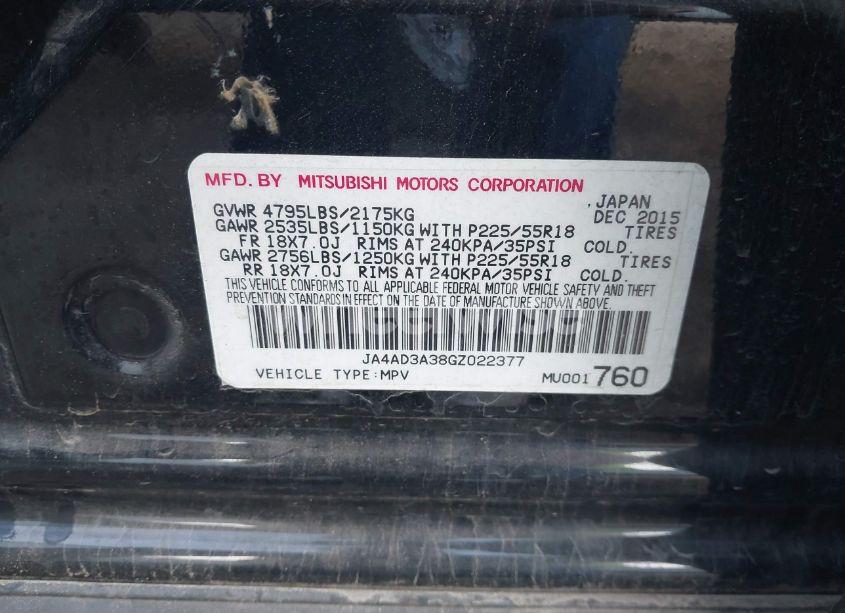 MFD. BY MITSUBISHI MOTORS CORPORATION
.JAPAN
GVWR 4795LBS/2175KG DEC 2015
GAWR 2535LBS/1150KG WITH P225/55R18 TIRES
FR 18X7.0J RIMS AT 240KPA/35PSI COLD.
GAWR 2756LBS/1250KG WITH P225/55R18 TIRES
RR 18X7.0J RIMS AT 240KPA/35PSI COLD.
THIS VEHICLE CONFORMS TO ALL APPLICABLE FEDERAL MOTOR VEHICLE SAFETY AND THEFT
PREVENTION STANDARDS IN EFFECT ON THE DATE OF MANUFACTURE SHOWN ABOVE.
JA4AD3A38GZ022377
VEHICLE TYPE:MPV MU001 760